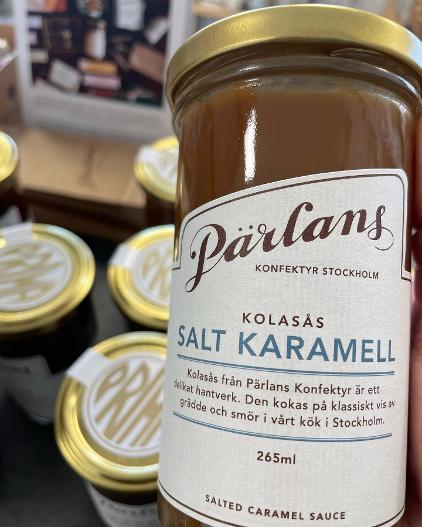 Pärlans
Pärlans
KONFEKTYR STOCKHOLM
KOLASÅS
SALT KARAMELL
Kolasås från Pärlans Konfektyr är ett
delikat hantverk. Den kokas på klassiskt vis av
grädde och smör i vårt kök i Stockholm.
265ml
SALTED CARAMEL SAUCE